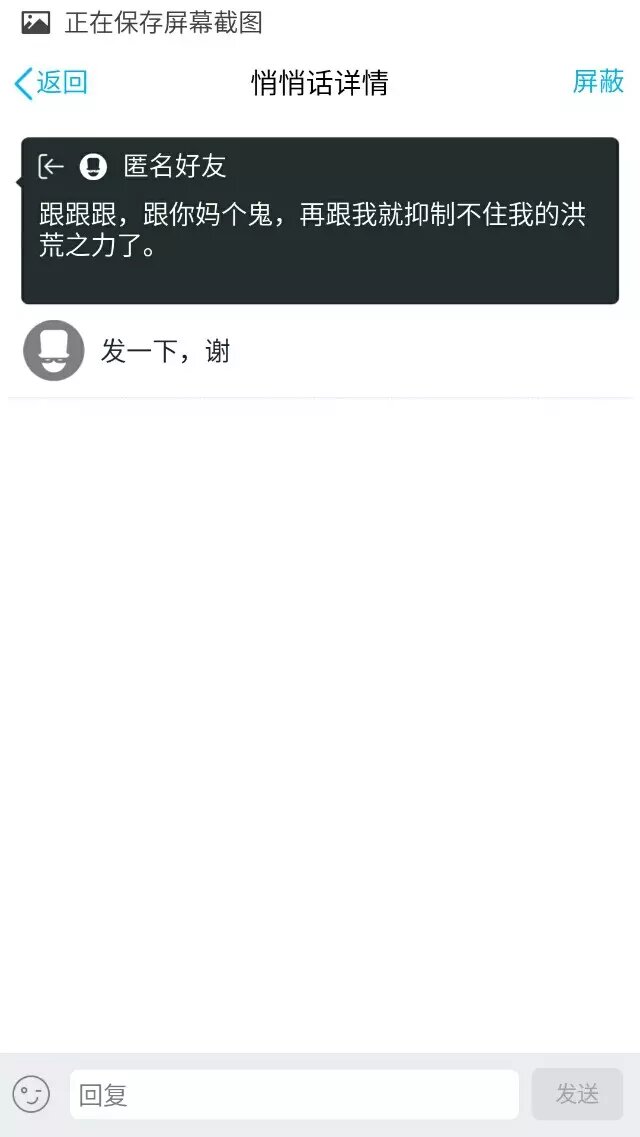 正在保存屏幕截图
返回
悄悄话详情
屏蔽
匿名好友
跟跟跟，跟你妈个鬼，再跟我就抑制不住我的洪
荒之力了。
发一下，谢
回复
发送